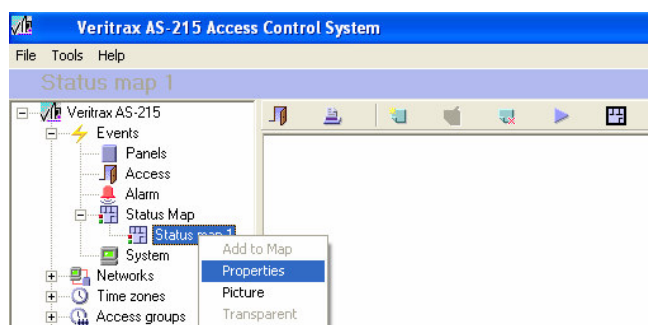 Veritrax AS-215 Access Control System
File Tools Help
Status map 1
Veritrax AS-215
Events
Panels
Access
Alarm
Status Map
Status map 1
System
Networks
Time zones
Access groups
Add to Map
Properties
Picture
Transparent